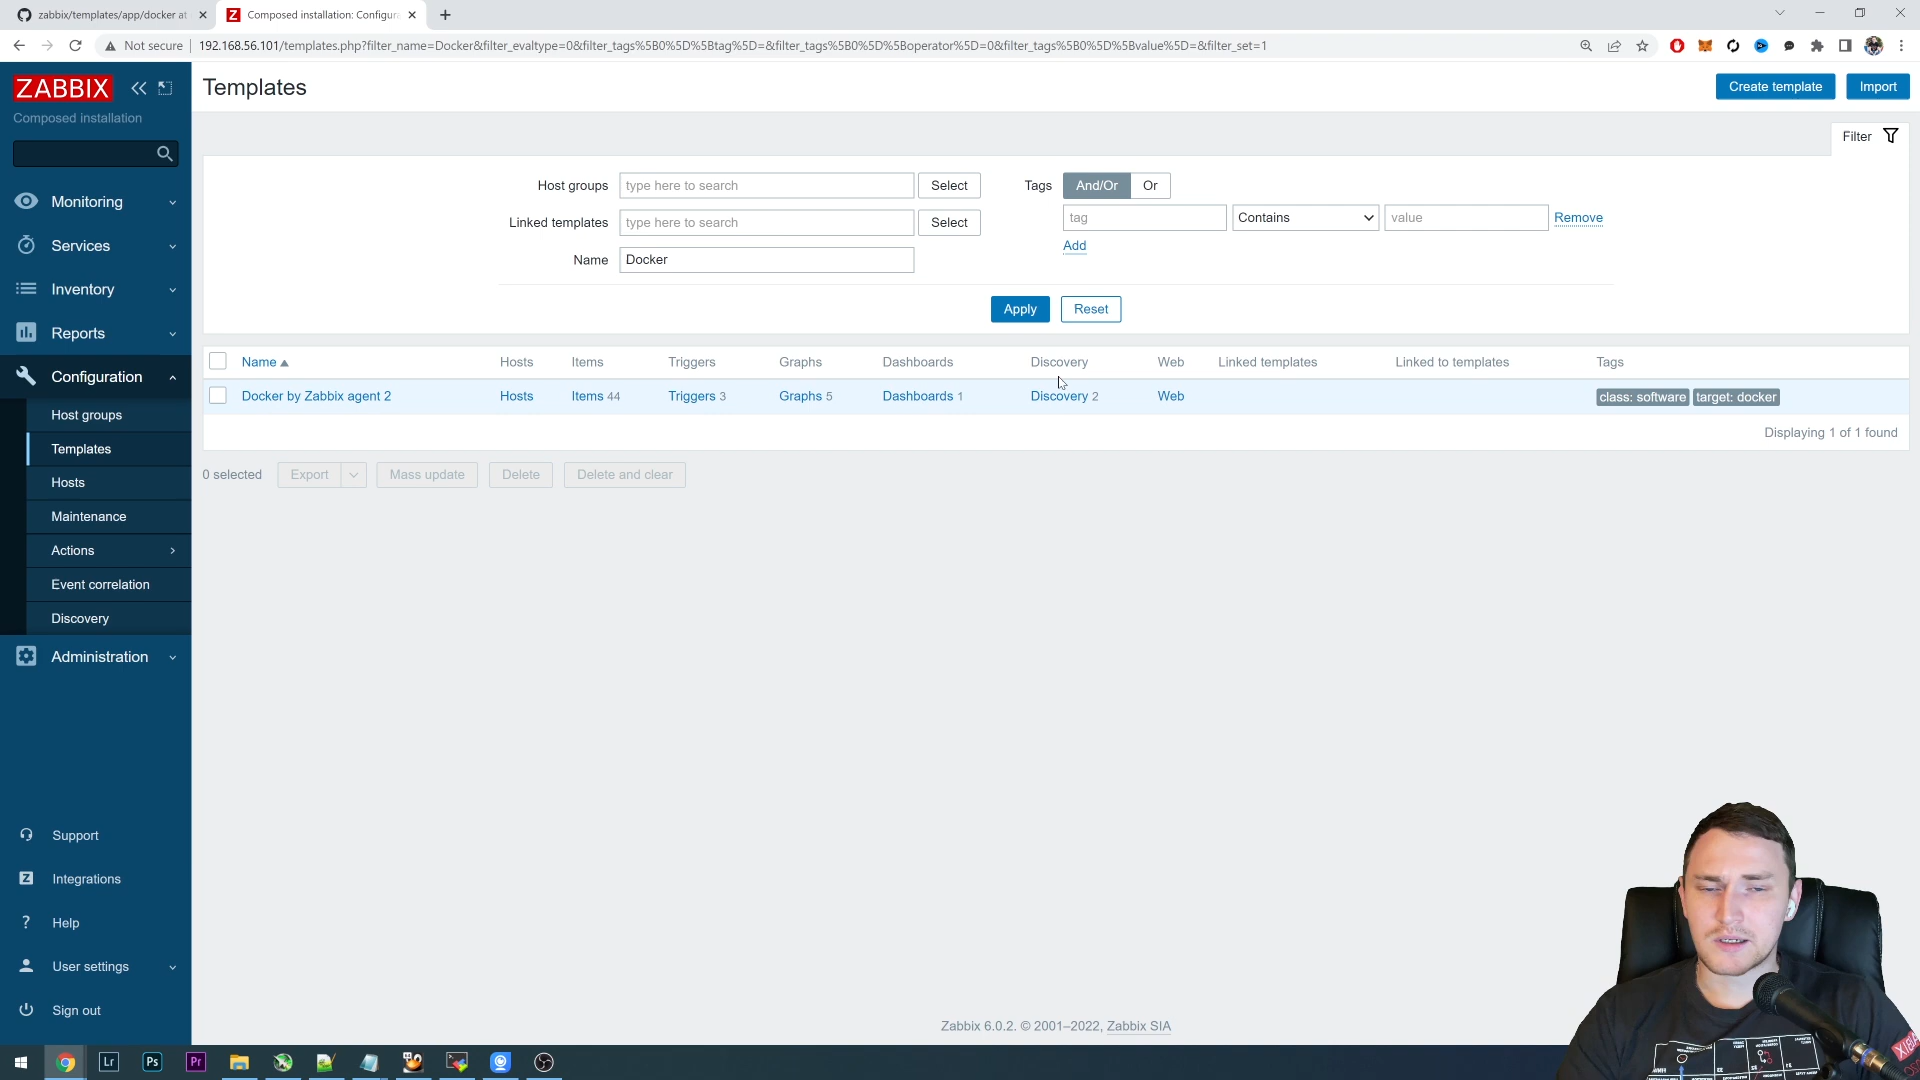 zabbix/templates/app/docker at
Composed installation: Configura
Not secure
192.168.56.101/templates.php?filter_name=Docker&filter_evaltype=0&filter_tags%5B0%5D%5Btag%5D=&filter_tags%5B0%5D%5Boperator%5D=0&filter_tags%5B0%5D%5Bvalue%5D=&filter_set=1
ZABBIX
Composed installation
Monitoring
Services
Inventory
Reports
Configuration
Host groups
Templates
Hosts
Maintenance
Actions
Event correlation
Discovery
Administration
Support
Integrations
Help
User settings
Sign out
Templates
Create template
Import
Filter
Host groups type here to search Select
Linked templates type here to search Select
Name Docker
Tags And/Or Or
tag Contains value Remove
Add
Apply Reset
Name Hosts Items Triggers Graphs Dashboards Discovery Web Linked templates Linked to templates Tags
Docker by Zabbix agent 2 Hosts Items 44 Triggers 3 Graphs 5 Dashboards 1 Discovery 2 Web class: software target: docker
Displaying 1 of 1 found
0 selected Export Mass update Delete Delete and clear
Zabbix 6.0.2. © 2001–2022, Zabbix SIA
Lr Ps Pr